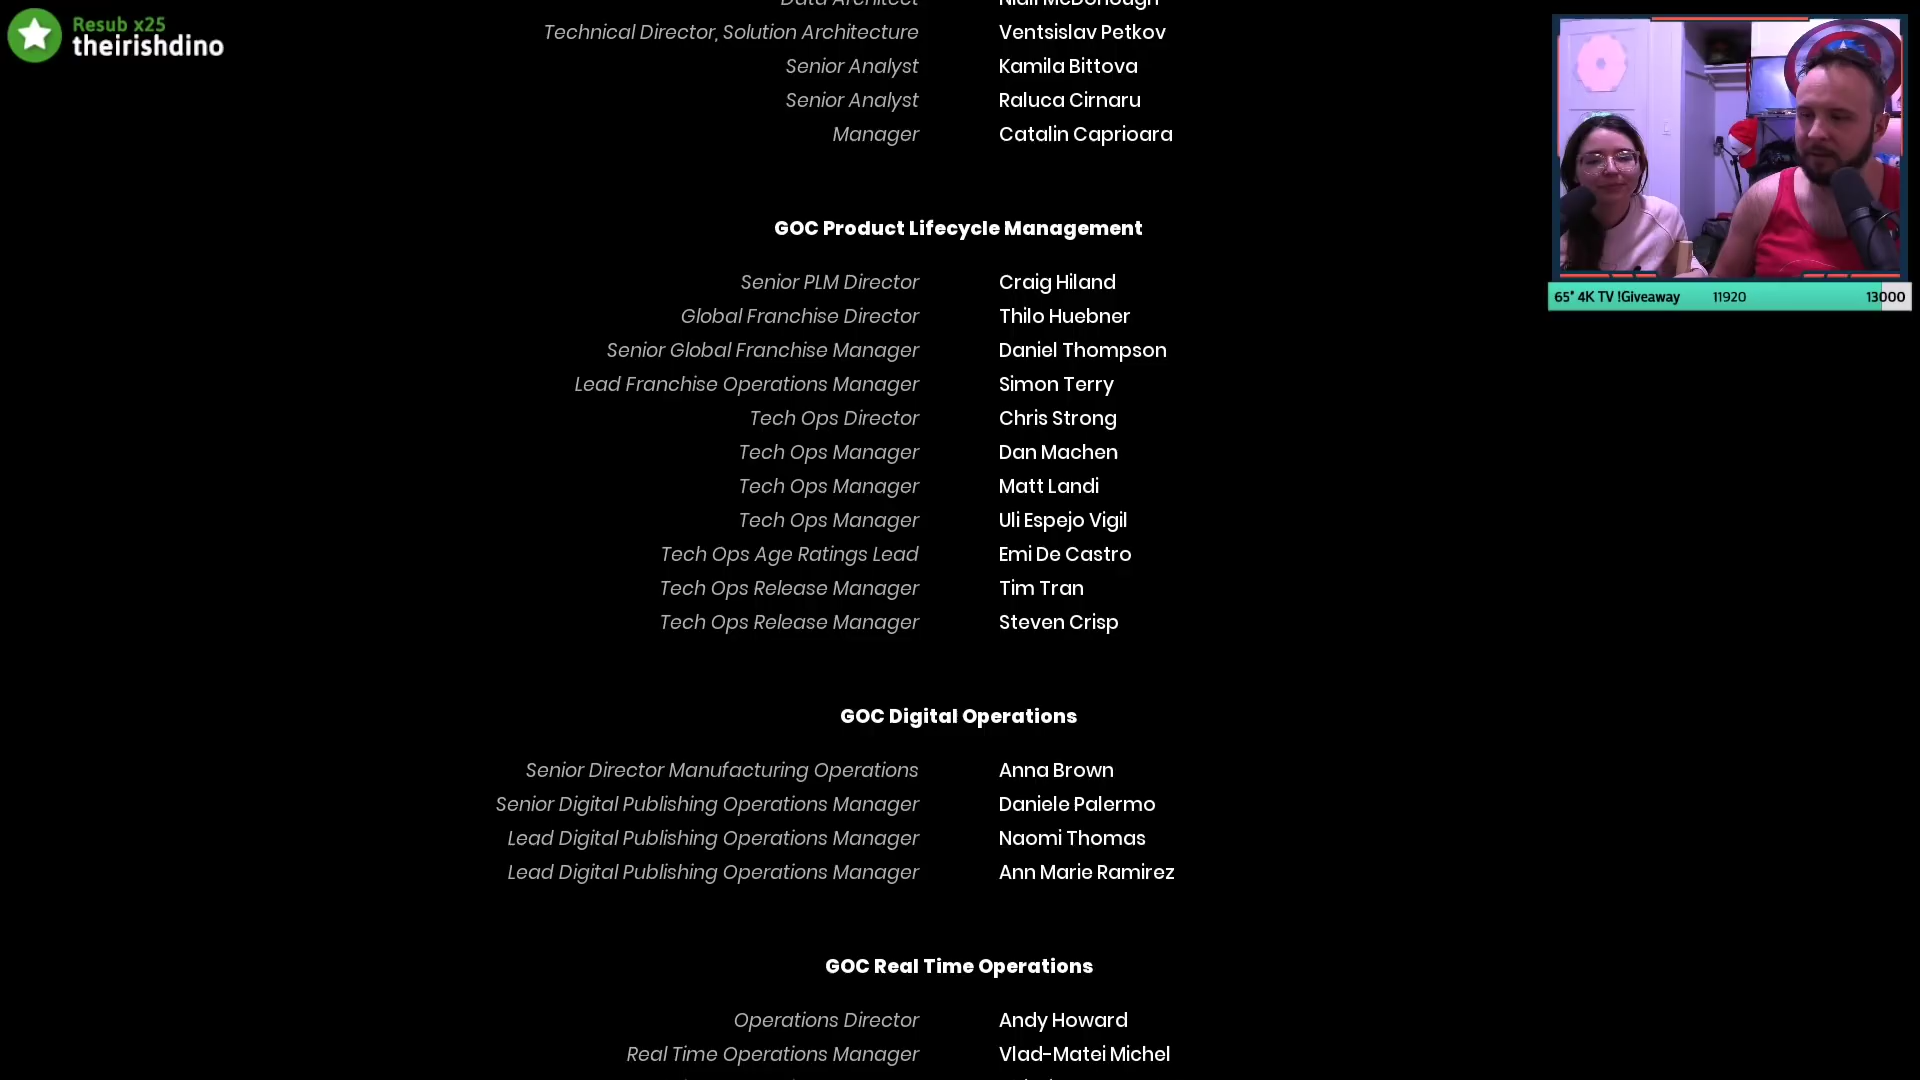 Resub x25
theirishdino
Technical Director, Solution Architecture Ventsislav Petkov
Senior Analyst Kamila Bittova
Senior Analyst Raluca Cirnaru
Manager Catalin Caprioara
GOC Product Lifecycle Management
Senior PLM Director Craig Hiland
Global Franchise Director Thilo Huebner
Senior Global Franchise Manager Daniel Thompson
Lead Franchise Operations Manager Simon Terry
Tech Ops Director Chris Strong
Tech Ops Manager Dan Machen
Tech Ops Manager Matt Landi
Tech Ops Manager Uli Espejo Vigil
Tech Ops Age Ratings Lead Emi De Castro
Tech Ops Release Manager Tim Tran
Tech Ops Release Manager Steven Crisp
GOC Digital Operations
Senior Director Manufacturing Operations Anna Brown
Senior Digital Publishing Operations Manager Daniele Palermo
Lead Digital Publishing Operations Manager Naomi Thomas
Lead Digital Publishing Operations Manager Ann Marie Ramirez
GOC Real Time Operations
Operations Director Andy Howard
Real Time Operations Manager Vlad-Matei Michel
65" 4K TV !Giveaway 11920 13000